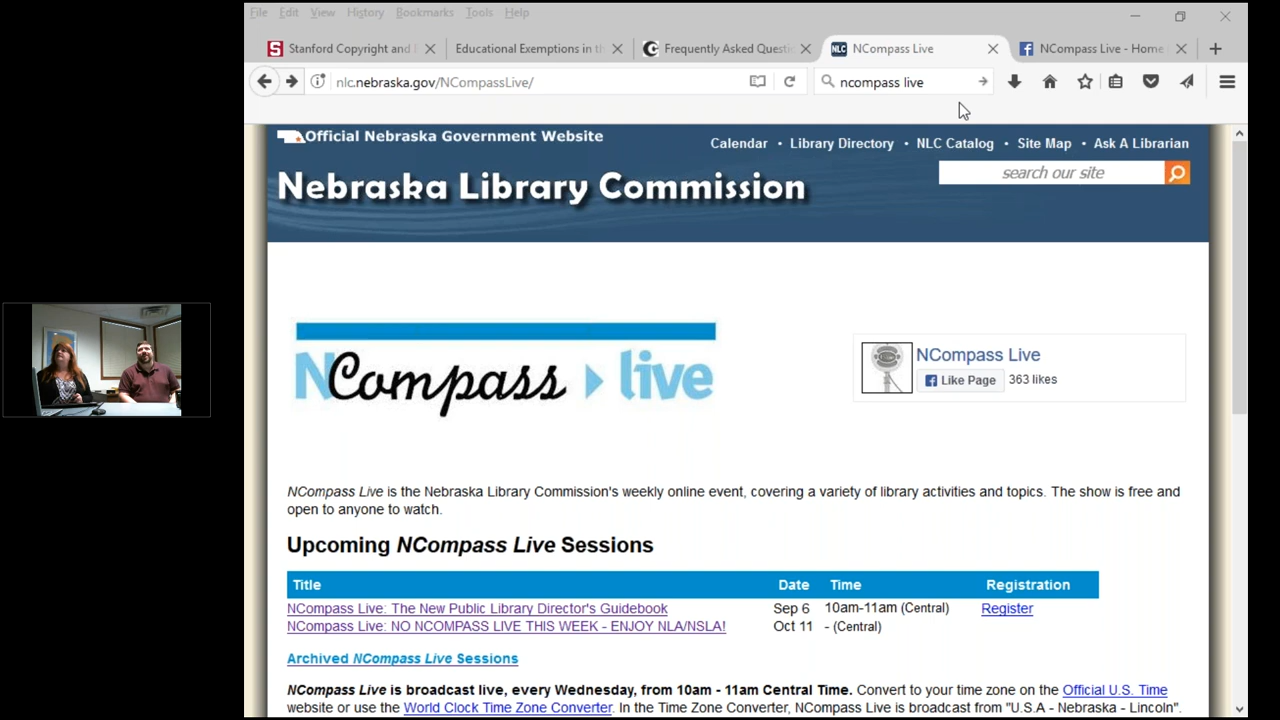 File Edit View History Bookmarks Tools Help
Stanford Copyright and
Educational Exemptions in t
Frequently Asked Questi
NLC NCompass Live
NCompass Live - Home
nlc.nebraska.gov/NCompassLive/
ncompass live
Official Nebraska Government Website
Calendar • Library Directory • NLC Catalog • Site Map • Ask A Librarian
Nebraska Library Commission
search our site
NCompass live
NCompass Live
Like Page 363 likes
NCompass Live is the Nebraska Library Commission's weekly online event, covering a variety of library activities and topics. The show is free and
open to anyone to watch.
Upcoming NCompass Live Sessions
Title Date Time Registration
NCompass Live: The New Public Library Director's Guidebook Sep 6 10am-11am (Central) Register
NCompass Live: NO NCOMPASS LIVE THIS WEEK - ENJOY NLA/NSLA! Oct 11 - (Central)
Archived NCompass Live Sessions
NCompass Live is broadcast live, every Wednesday, from 10am - 11am Central Time. Convert to your time zone on the Official U.S. Time
website or use the World Clock Time Zone Converter. In the Time Zone Converter, NCompass Live is broadcast from "U.S.A - Nebraska - Lincoln".